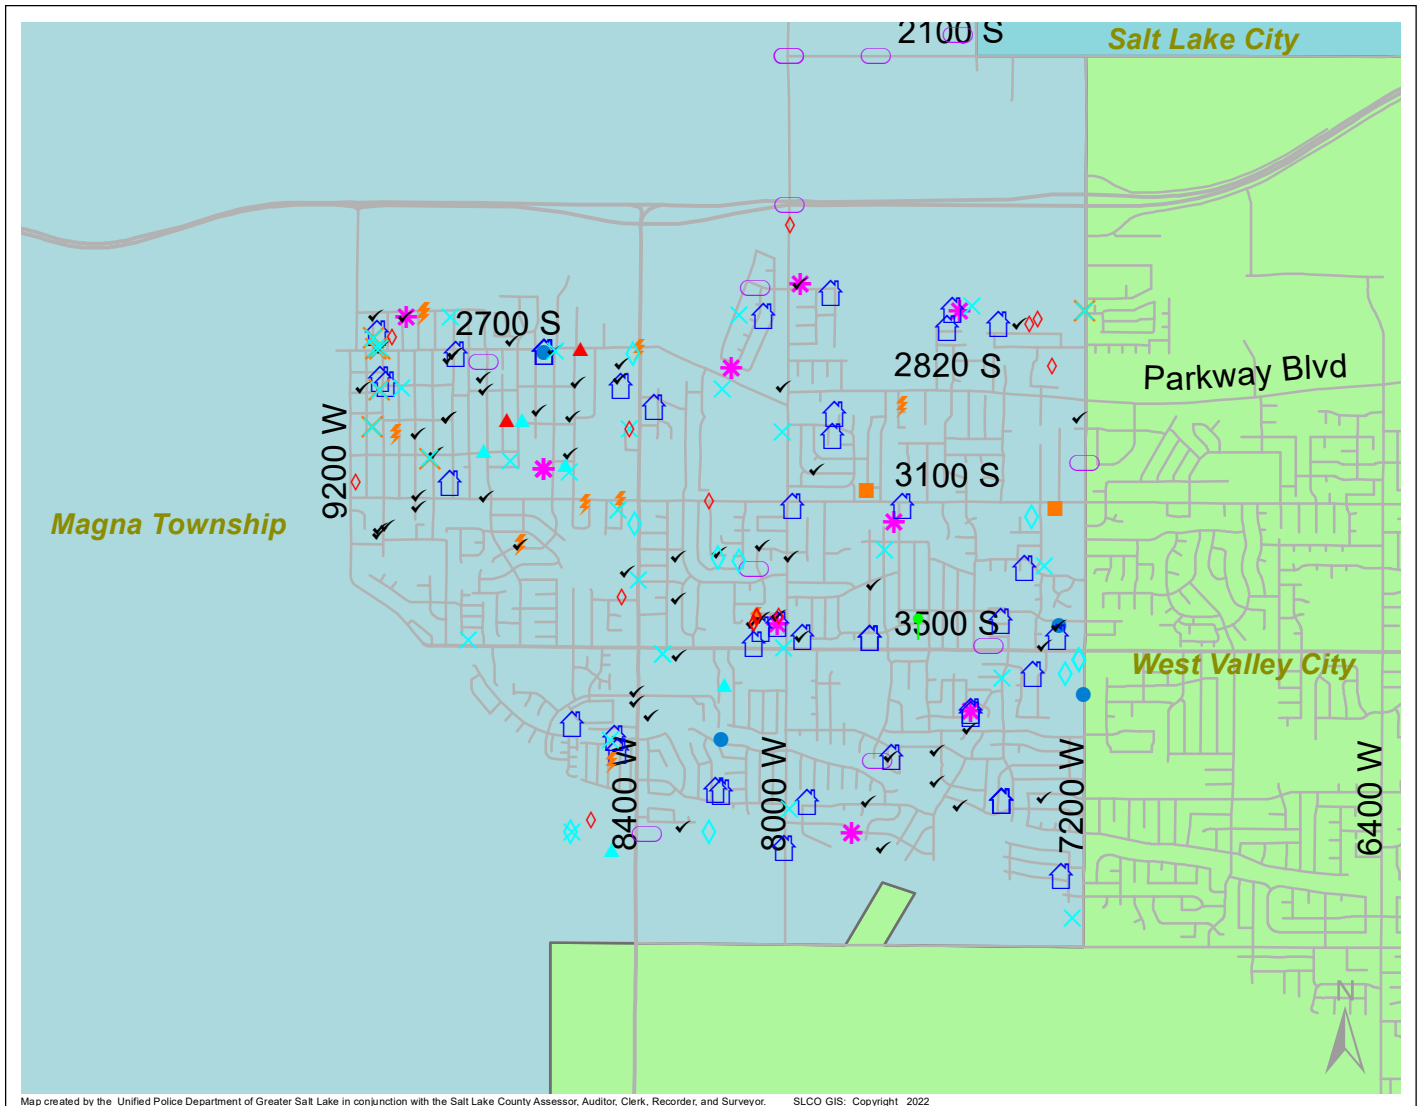 2100 S
Salt Lake City
2700 S
2820 S
Parkway Blvd
9200 W
3100 S
Magna Township
3500 S
West Valley City
8400 W
8000 W
7200 W
6400 W
N
Map created by the Unified Police Department of Greater Salt Lake in conjunction with the Salt Lake County Assessor, Auditor, Clerk, Recorder, and Surveyor. SLCO GIS: Copyright 2022